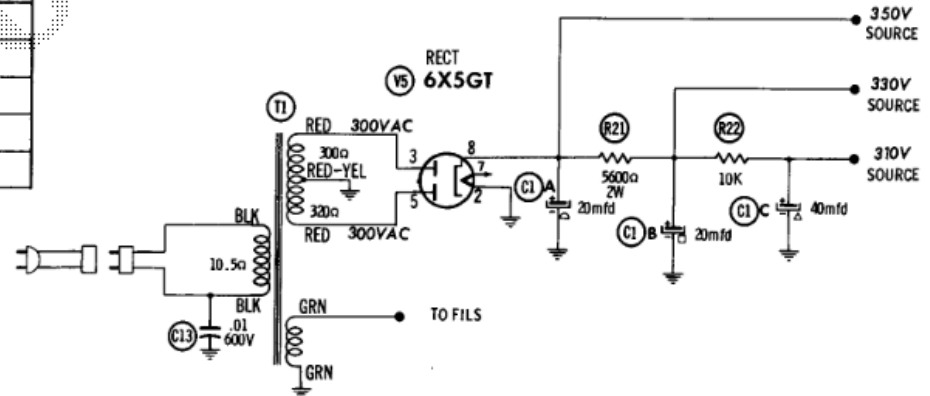 350V
SOURCE
RECT
V5 6X5GT
330V
SOURCE
T1
RED 300VAC
R21
R22
300Ω
3
8
310V
SOURCE
RED-YEL
7
5600Ω
2W
10K
5
2
C1 A
20mfd
C1 C
40mfd
320Ω
BLK
RED 300VAC
C1 B
20mfd
10.5Ω
BLK
GRN
TO FILS
C13
.01
600V
GRN